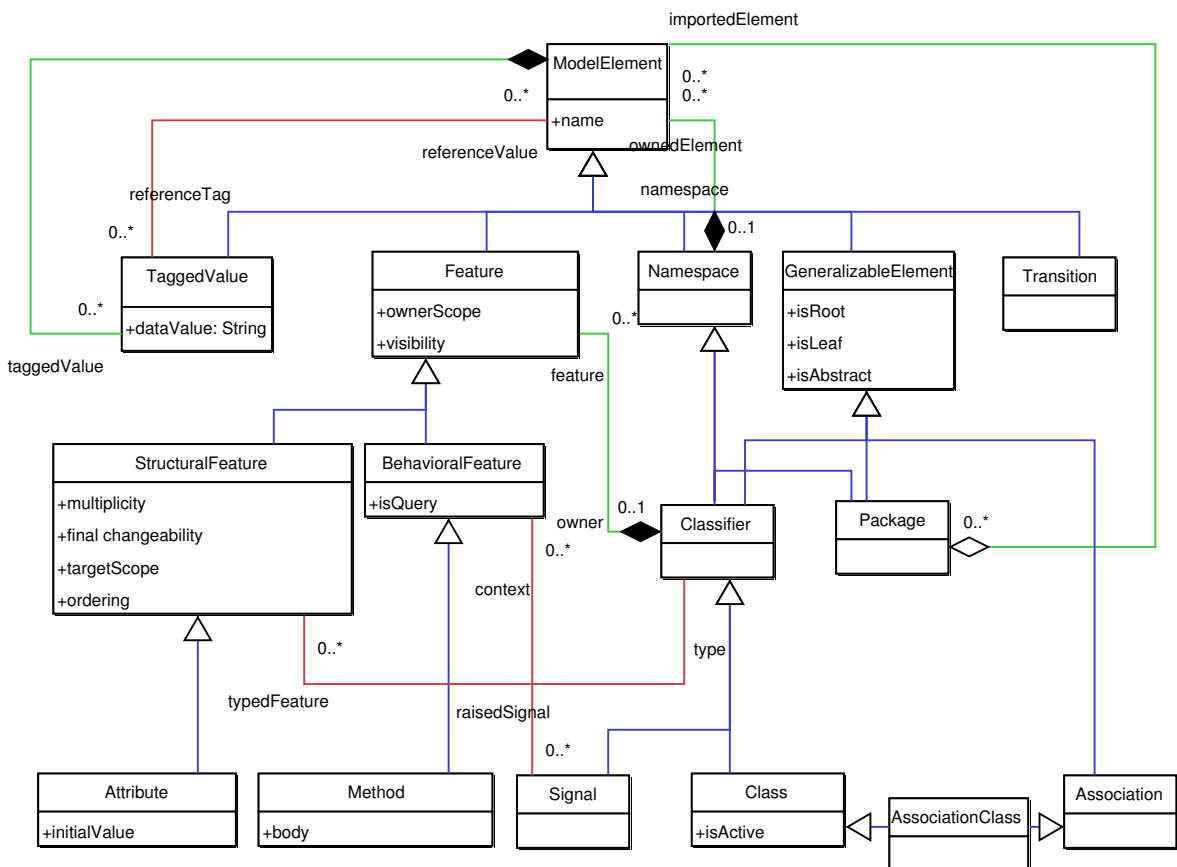 importedElement
ModelElement
0..*
0..*
0..*
+name
referenceValue
ownedElement
referenceTag
namespace
0..*
0..1
TaggedValue
Feature
Namespace
GeneralizableElement
Transition
0..*
+dataValue: String
+ownerScope
+visibility
0..*
+isRoot
+isLeaf
+isAbstract
taggedValue
feature
StructuralFeature
BehavioralFeature
+multiplicity
+final changeability
+targetScope
+ordering
+isQuery
0..1
owner
Classifier
Package
0..*
0..*
context
0..*
type
typedFeature
raisedSignal
0..*
Attribute
+initialValue
Method
+body
Signal
Class
+isActive
AssociationClass
Association